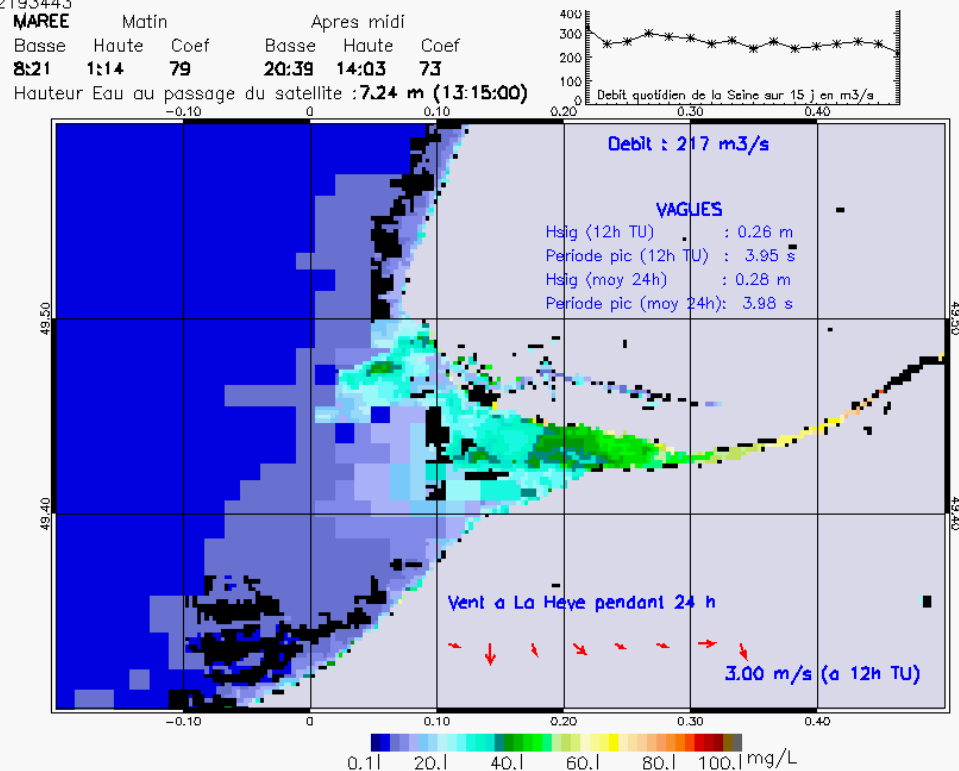 2193443
MAREE Matin Apres midi
Basse Haute Coef Basse Haute Coef
8:21 1:14 79 20:39 14:03 73
Hauteur Eau au passage du satellite :7.24 m (13:15:00)
400
300
200
100
0
Debit quotidien de la Seine sur 15 j en m3/s
-0.10 0 0.10 0.20 0.30 0.40
Debit : 217 m3/s
VAGUES
Hsig (12h TU) : 0.26 m
Periode pic (12h TU) : 3.95 s
Hsig (moy 24h) : 0.28 m
Periode pic (moy 24h): 3.98 s
49.50 49.50
49.40 49.40
Vent a La Heve pendant 24 h
3.00 m/s (a 12h TU)
-0.10 0 0.10 0.20 0.30 0.40
0.1 20.1 40.1 60.1 80.1 100.1 mg/L